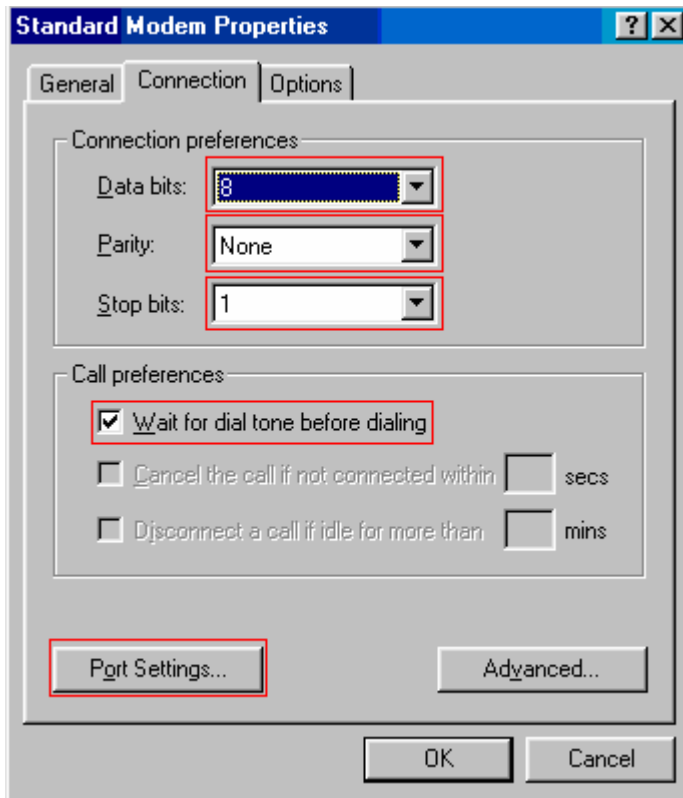 Standard Modem Properties
General Connection Options
Connection preferences
Data bits: 8
Parity: None
Stop bits: 1
Call preferences
Wait for dial tone before dialing
Cancel the call if not connected within secs
Disconnect a call if idle for more than mins
Port Settings... Advanced...
OK Cancel